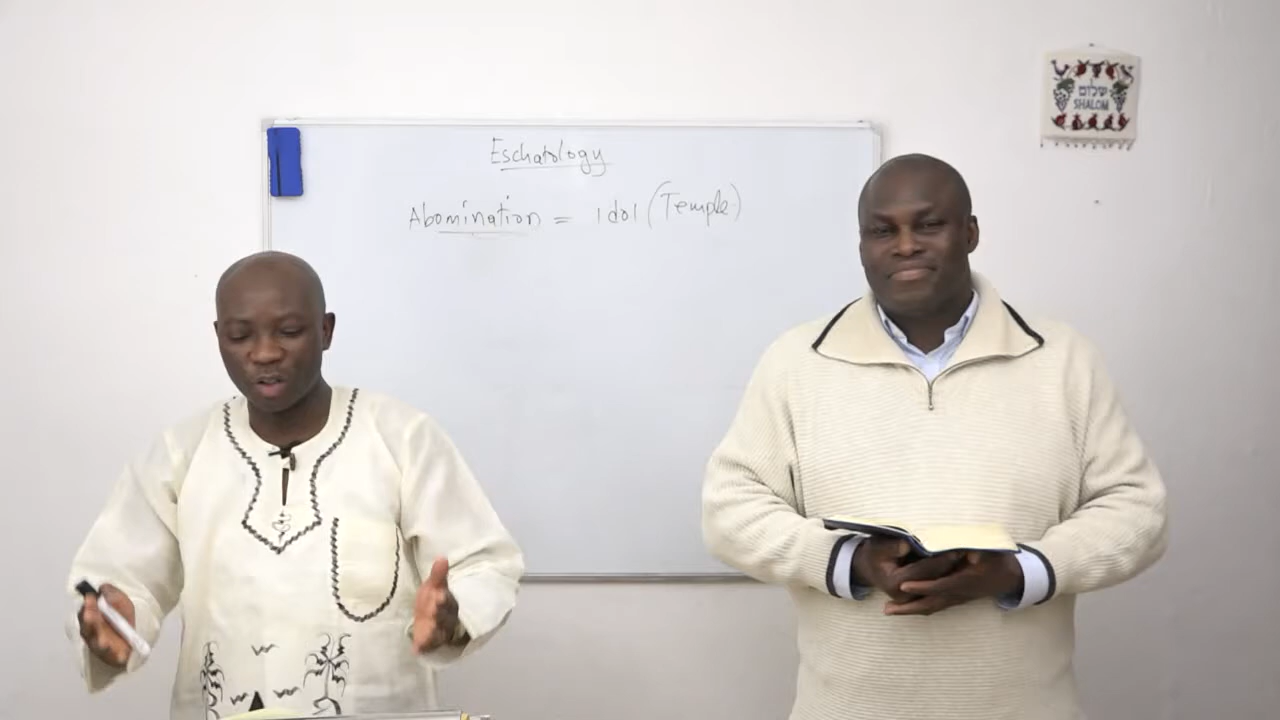 Eschatology
Abomination = Idol (Temple)
שלום
SHALOM